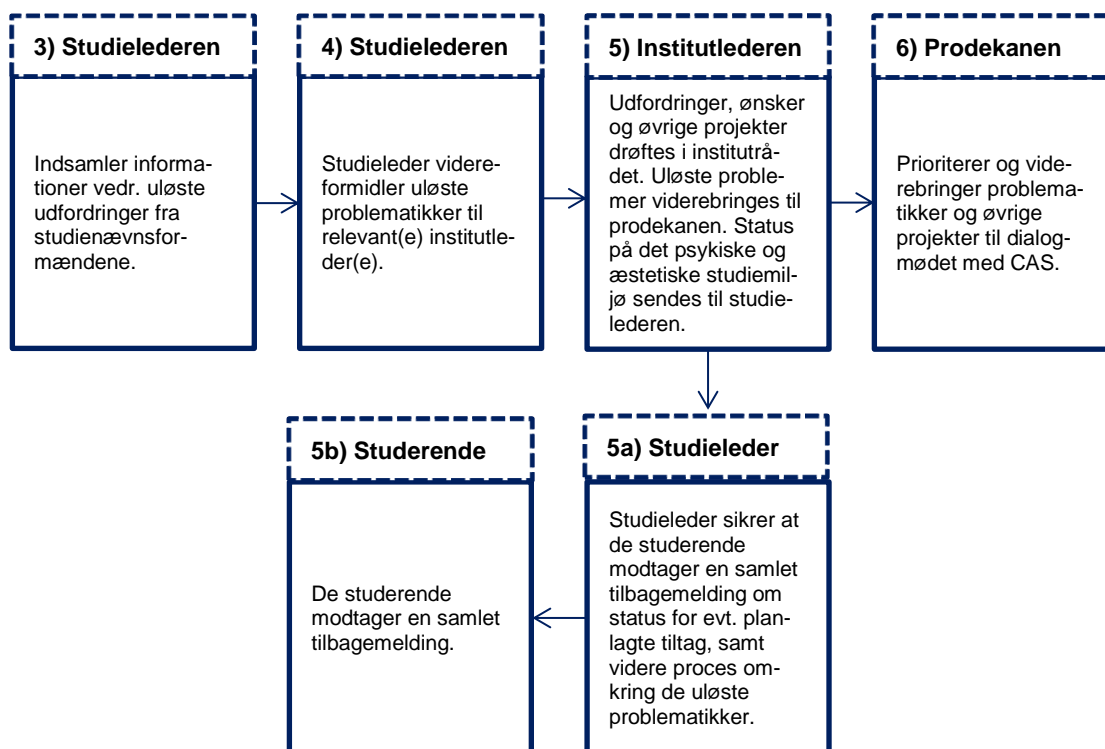 3) Studielederen
Indsamler informa-
tioner vedr. uløste
udfordringer fra
studienævnsfor-
mændene.
4) Studielederen
Studieleder videre-
formidler uløste
problematikker til
relevant(e) institutle-
der(e).
5) Institutlederen
Udfordringer, ønsker
og øvrige projekter
drøftes i institutrå-
det. Uløste proble-
mer viderebringes til
prodekanen. Status
på det psykiske og
æstetiske studiemil-
jø sendes til studie-
lederen.
6) Prodekanen
Prioriterer og vide-
rebringer problema-
tikker og øvrige
projekter til dialog-
mødet med CAS.
5b) Studerende
De studerende
modtager en samlet
tilbagemelding.
5a) Studieleder
Studieleder sikrer at
de studerende
modtager en samlet
tilbagemelding om
status for evt. plan-
lagte tiltag, samt
videre proces om-
kring de uløste
problematikker.